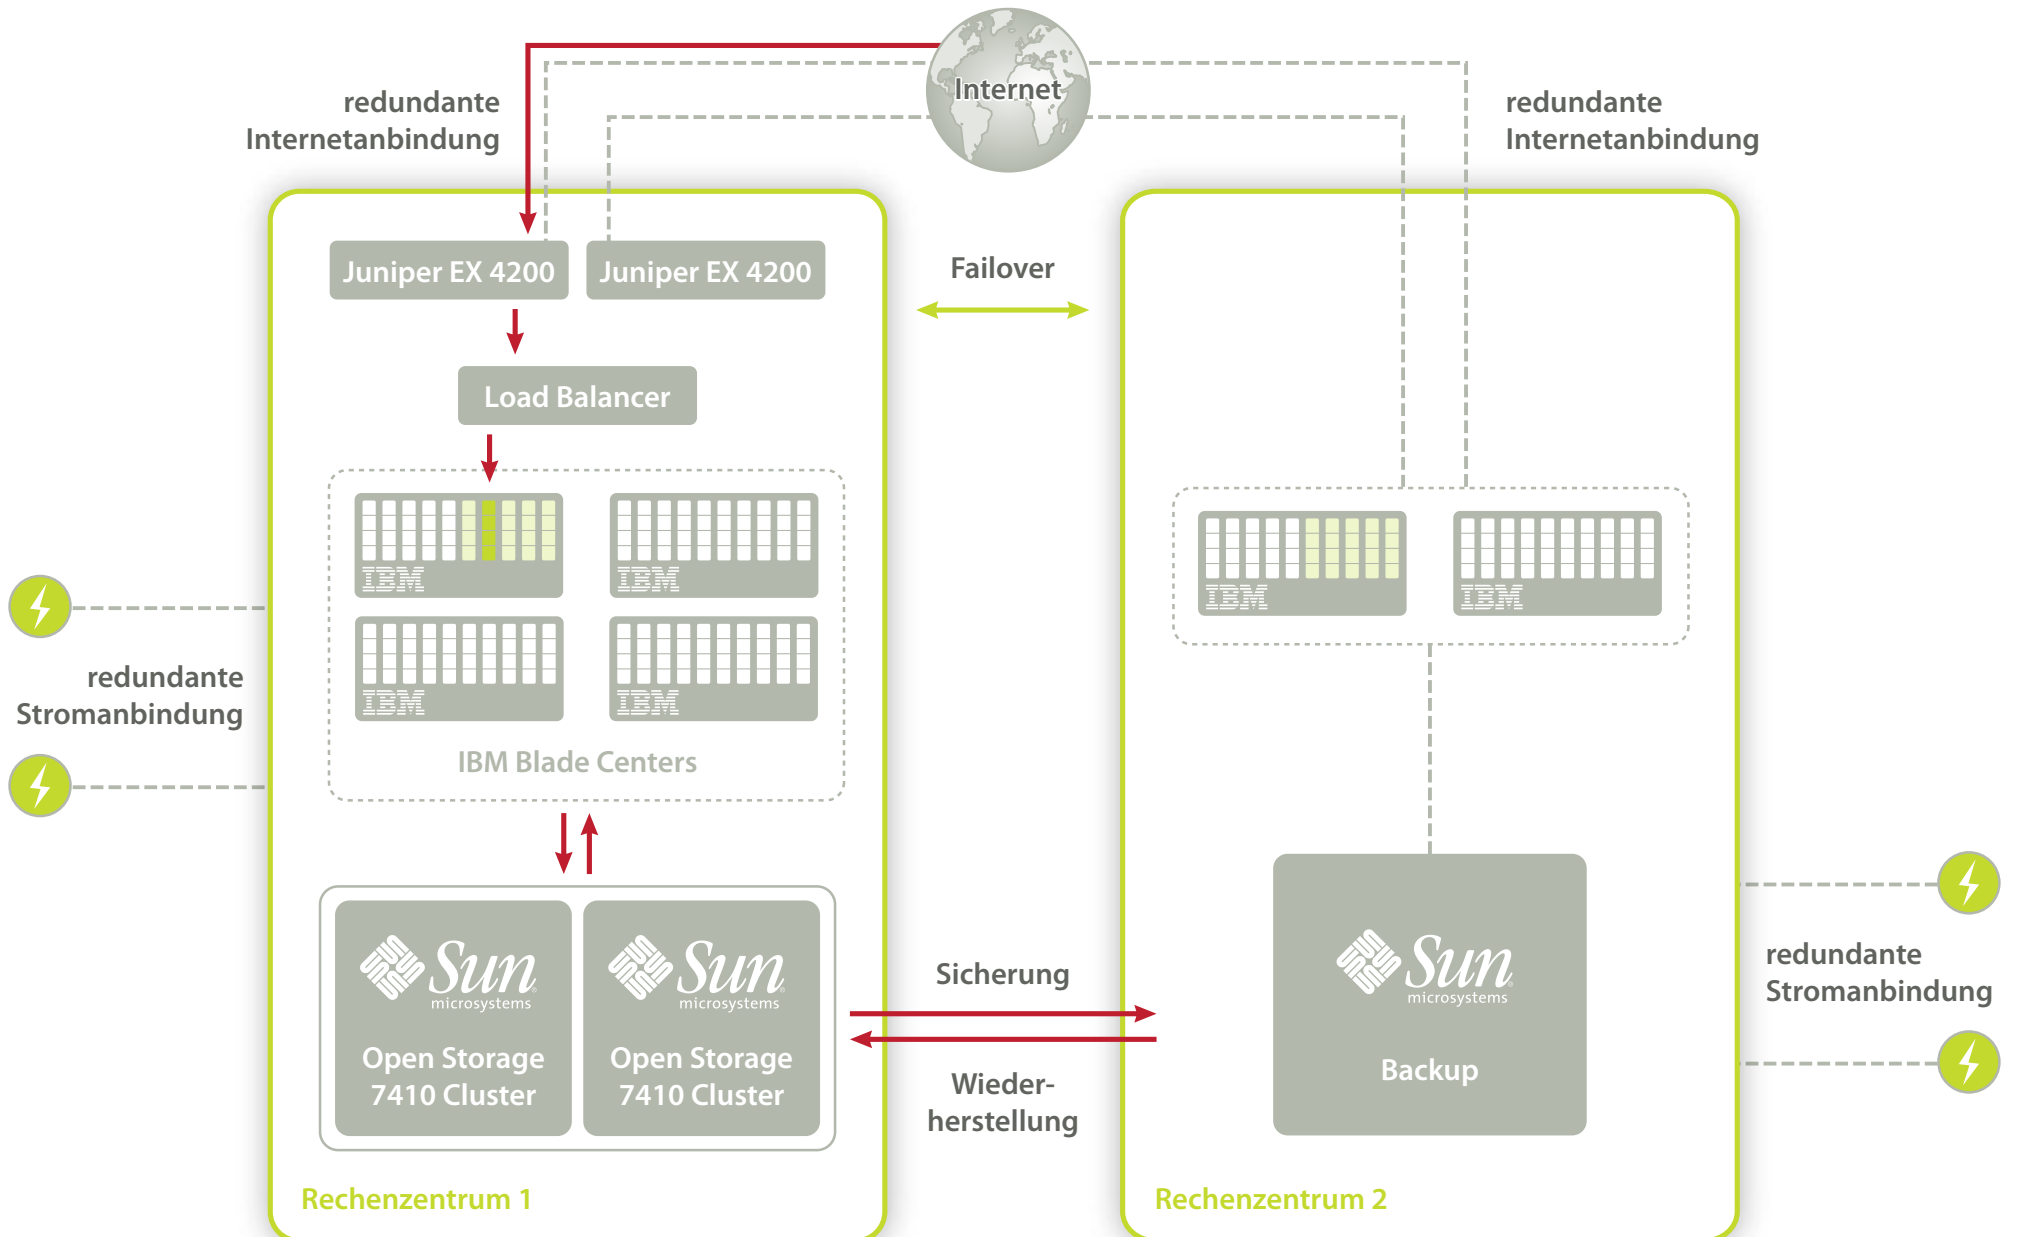 Internet
redundante
Internetanbindung
redundante
Internetanbindung
Juniper EX 4200
Juniper EX 4200
Failover
Load Balancer
IBM
IBM
IBM
IBM
IBM Blade Centers
IBM
IBM
redundante
Stromanbindung
Sun
microsystems
Open Storage
7410 Cluster
Sun
microsystems
Open Storage
7410 Cluster
Sicherung
Wieder-
herstellung
Sun
microsystems
Backup
redundante
Stromanbindung
Rechenzentrum 1
Rechenzentrum 2